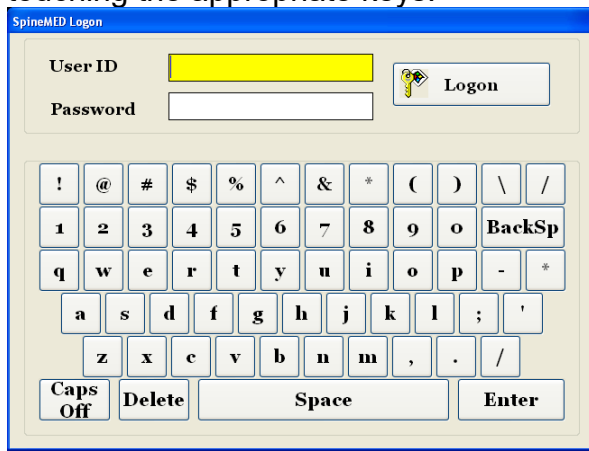 touching the appropriate keys.
SpineMED Logon
User ID
Logon
Password
! @ # $ % ^ & * ( ) \ /
1 2 3 4 5 6 7 8 9 0 BackSp
q w e r t y u i o p - *
a s d f g h j k l ; '
z x c v b n m , . /
Caps Off Delete Space Enter